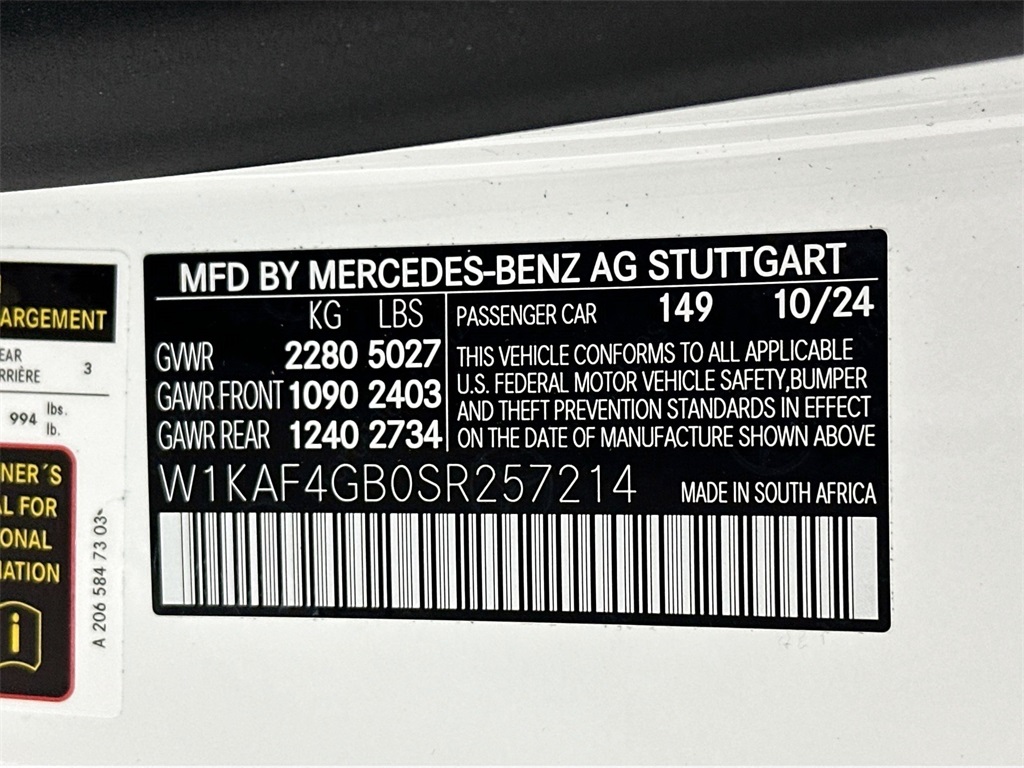 MFD BY MERCEDES-BENZ AG STUTTGART
KG LBS
GVWR 2280 5027
GAWR FRONT 1090 2403
GAWR REAR 1240 2734
PASSENGER CAR 149 10/24
THIS VEHICLE CONFORMS TO ALL APPLICABLE
U.S. FEDERAL MOTOR VEHICLE SAFETY,BUMPER
AND THEFT PREVENTION STANDARDS IN EFFECT
ON THE DATE OF MANUFACTURE SHOWN ABOVE
W1KAF4GB0SR257214 MADE IN SOUTH AFRICA
ARGEMENT
EAR
RRIÈRE 3
994 lbs.
lb.
NER´S
AL FOR
ONAL
MATION
i
A 206 584 73 03